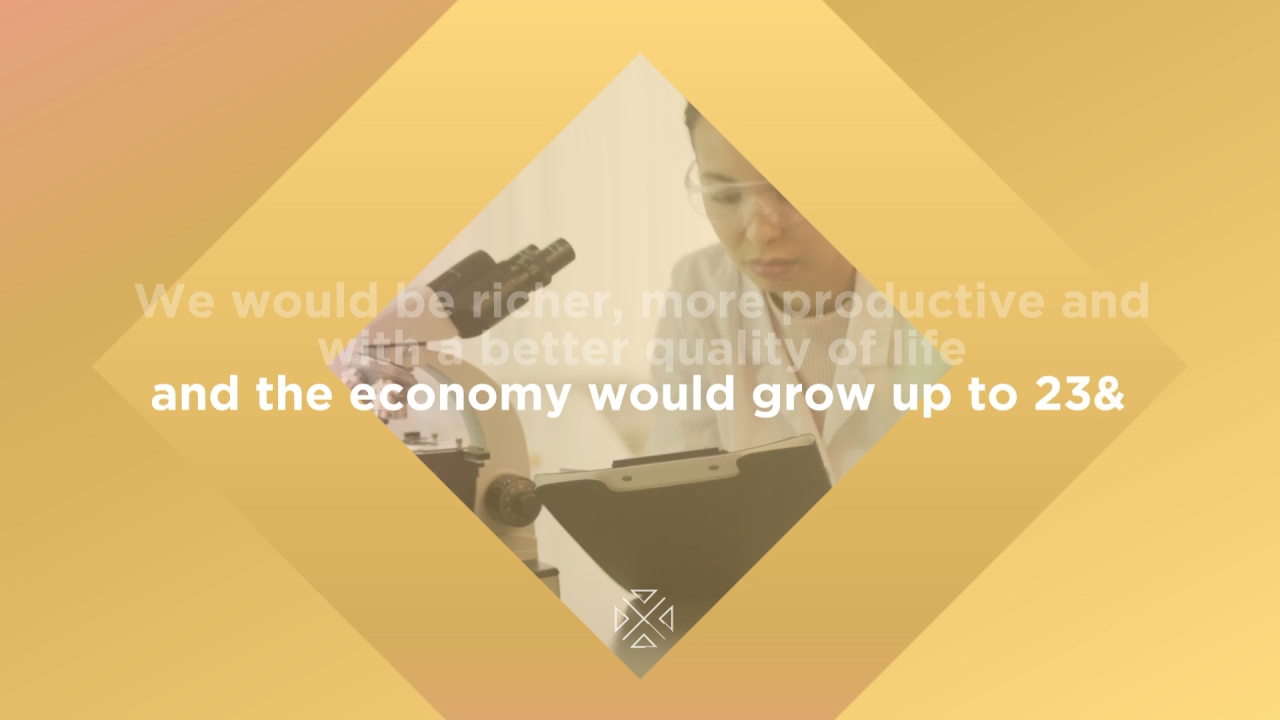 We would be richer, more productive and
with a better quality of life
and the economy would grow up to 23&